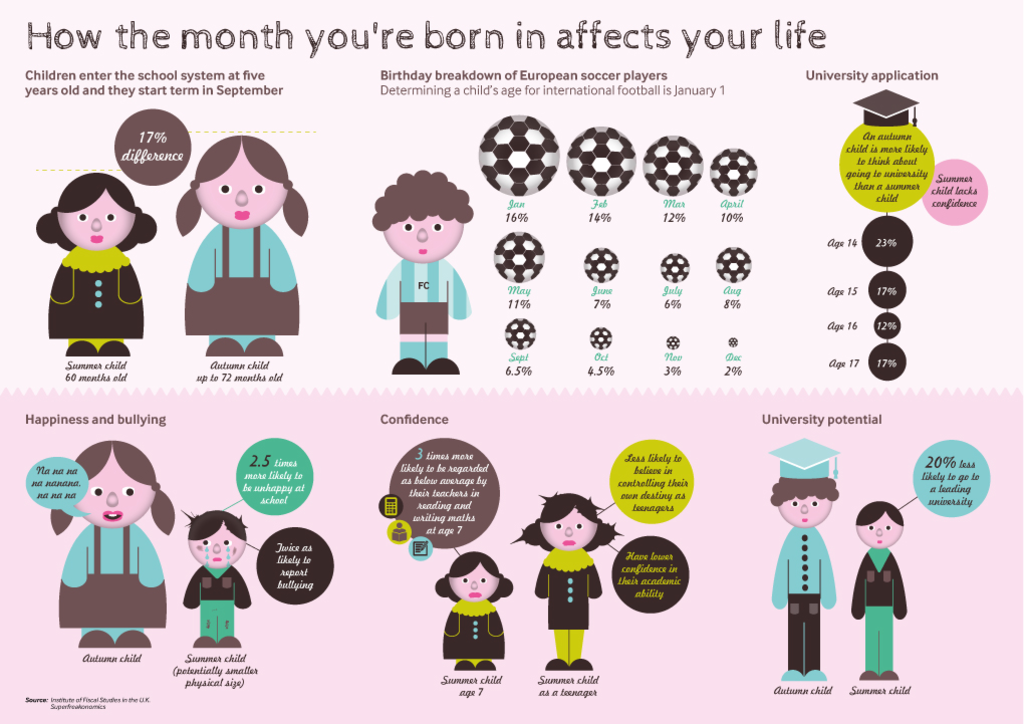 How the month you're born in affects your life
Children enter the school system at five
years old and they start term in September
17%
difference
Summer child
60 months old
Autumn child
up to 72 months old
Birthday breakdown of European soccer players
Determining a child's age for international football is January 1
FC
Jan
16%
Feb
14%
Mar
12%
April
10%
May
11%
June
7%
July
6%
Aug
8%
Sept
6.5%
Oct
4.5%
Nov
3%
Dec
2%
University application
An autumn
child is more likely
to think about
going to university
than a summer
child
Summer
child lacks
confidence
Age 14
23%
Age 15
17%
Age 16
12%
Age 17
17%
Happiness and bullying
Na na na
na nanana.
na na na
2.5 times
more likely to
be unhappy at
school
Twice as
likely to
report
bullying
Autumn child
Summer child
(potentially smaller
physical size)
Confidence
3 times more
likely to be regarded
as below average by
their teachers in
reading and
writing maths
at age 7
Less likely to
believe in
controlling their
own destiny as
teenagers
Have lower
confidence in
their academic
ability
Summer child
age 7
Summer child
as a teenager
University potential
20% less
likely to go to
a leading
university
Autumn child
Summer child
Source: Institute of Fiscal Studies in the U.K.
Superfreakonomics